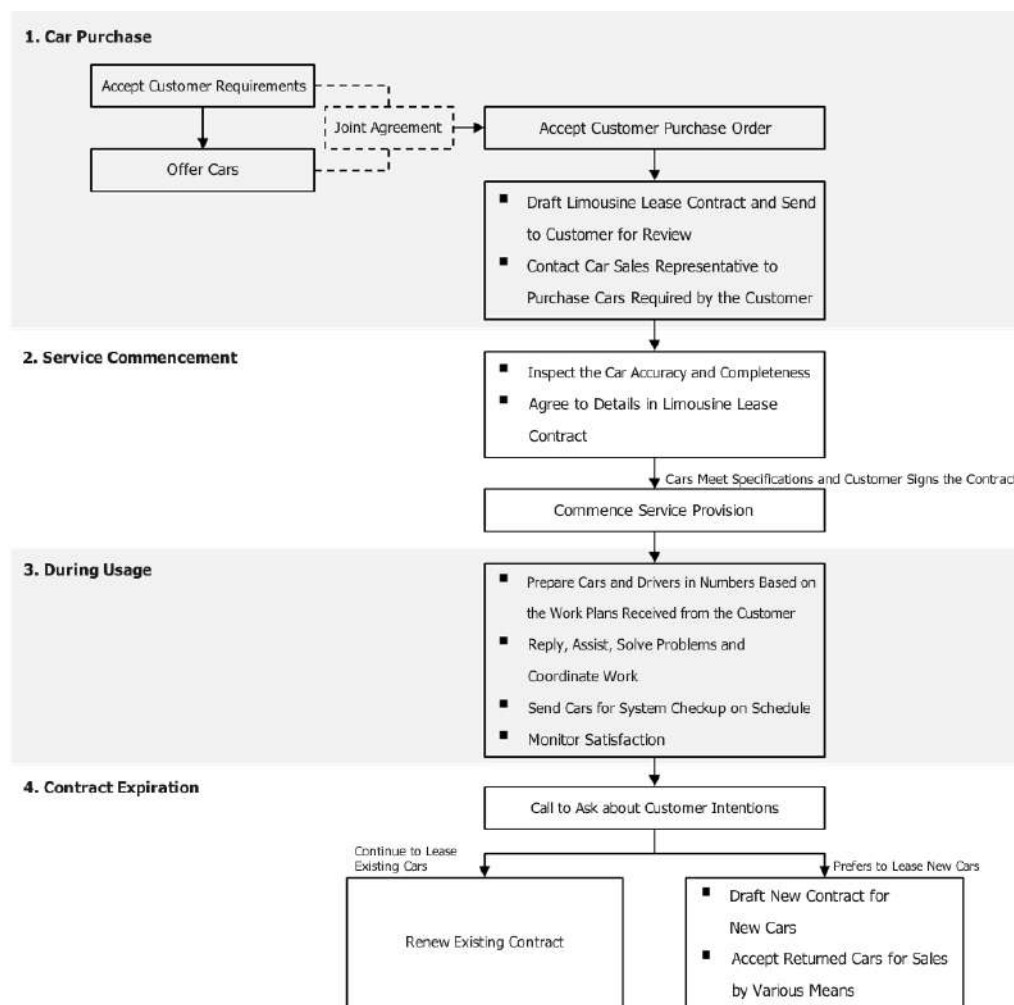 1. Car Purchase
Accept Customer Requirements
Joint Agreement
Accept Customer Purchase Order
Offer Cars
■ Draft Limousine Lease Contract and Send
to Customer for Review
■ Contact Car Sales Representative to
Purchase Cars Required by the Customer
2. Service Commencement
■ Inspect the Car Accuracy and Completeness
■ Agree to Details in Limousine Lease
Contract
Cars Meet Specifications and Customer Signs the Contract
Commence Service Provision
3. During Usage
■ Prepare Cars and Drivers in Numbers Based on
the Work Plans Received from the Customer
■ Reply, Assist, Solve Problems and
Coordinate Work
■ Send Cars for System Checkup on Schedule
■ Monitor Satisfaction
4. Contract Expiration
Call to Ask about Customer Intentions
Continue to Lease
Existing Cars
Prefers to Lease New Cars
Renew Existing Contract
■ Draft New Contract for
New Cars
■ Accept Returned Cars for Sales
by Various Means